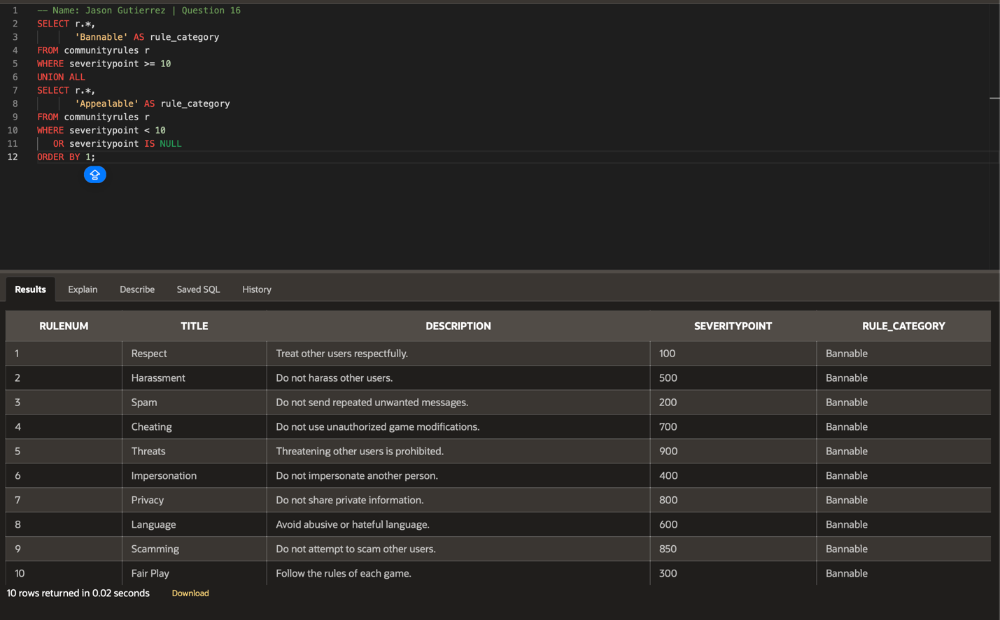 1 -- Name: Jason Gutierrez | Question 16
2 SELECT r.*,
3 'Bannable' AS rule_category
4 FROM communityrules r
5 WHERE severitypoint >= 10
6 UNION ALL
7 SELECT r.*,
8 'Appealable' AS rule_category
9 FROM communityrules r
10 WHERE severitypoint < 10
11 OR severitypoint IS NULL
12 ORDER BY 1;
Results Explain Describe Saved SQL History
RULENUM TITLE DESCRIPTION SEVERITYPOINT RULE_CATEGORY
1 Respect Treat other users respectfully. 100 Bannable
2 Harassment Do not harass other users. 500 Bannable
3 Spam Do not send repeated unwanted messages. 200 Bannable
4 Cheating Do not use unauthorized game modifications. 700 Bannable
5 Threats Threatening other users is prohibited. 900 Bannable
6 Impersonation Do not impersonate another person. 400 Bannable
7 Privacy Do not share private information. 800 Bannable
8 Language Avoid abusive or hateful language. 600 Bannable
9 Scamming Do not attempt to scam other users. 850 Bannable
10 Fair Play Follow the rules of each game. 300 Bannable
10 rows returned in 0.02 seconds Download